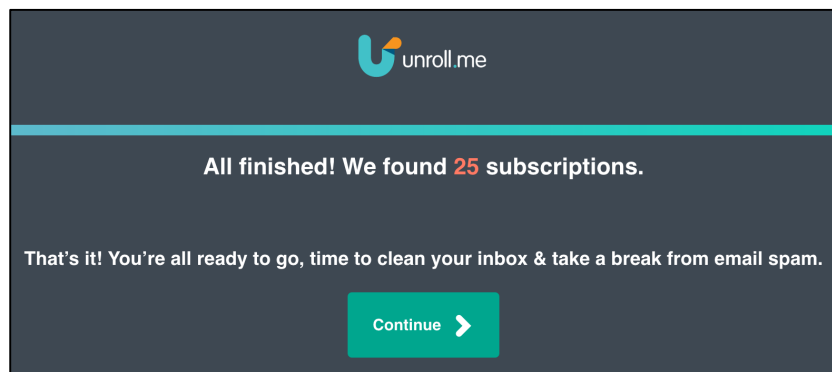 unroll.me
All finished! We found 25 subscriptions.
That's it! You're all ready to go, time to clean your inbox & take a break from email spam.
Continue